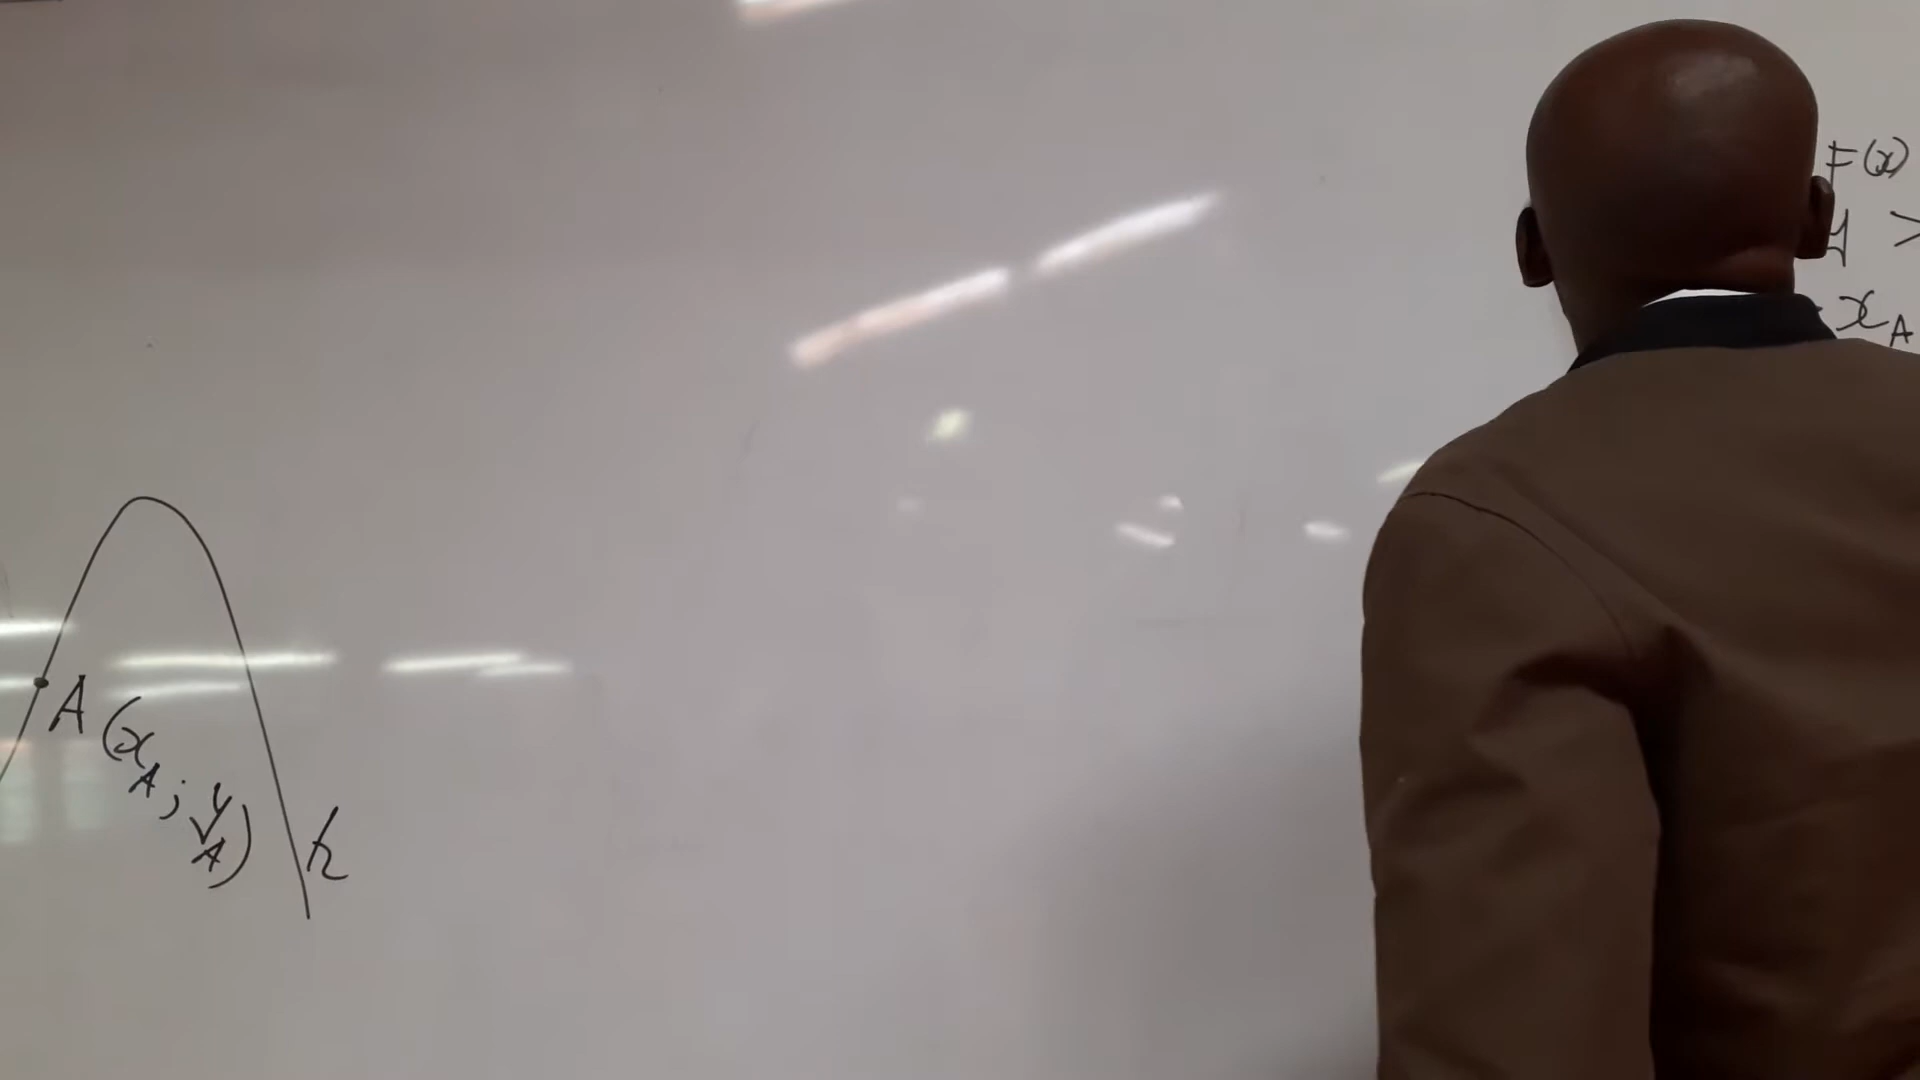 A (x_A ; y_A)
h
F(x)
y >
x_A